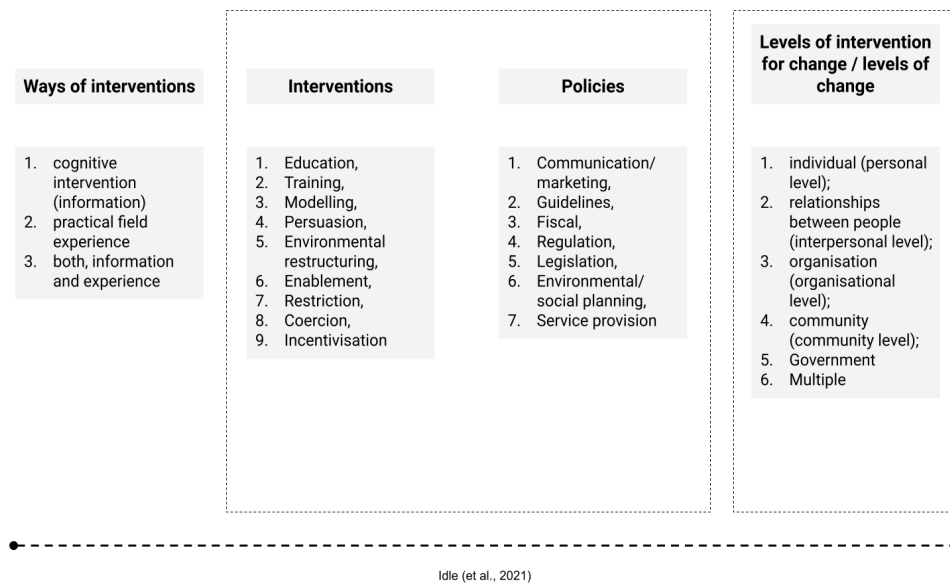 Ways of interventions
1. cognitive
intervention
(information)
2. practical field
experience
3. both, information
and experience
Interventions
1. Education,
2. Training,
3. Modelling,
4. Persuasion,
5. Environmental
restructuring,
6. Enablement,
7. Restriction,
8. Coercion,
9. Incentivisation
Policies
1. Communication/
marketing,
2. Guidelines,
3. Fiscal,
4. Regulation,
5. Legislation,
6. Environmental/
social planning,
7. Service provision
Levels of intervention
for change / levels of
change
1. individual (personal
level);
2. relationships
between people
(interpersonal level);
3. organisation
(organisational
level);
4. community
(community level);
5. Government
6. Multiple
Idle (et al., 2021)